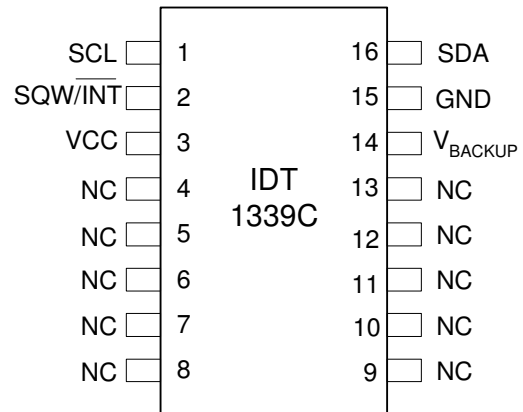 SCL 1 16 SDA
SQW/INT 2 15 GND
VCC 3 14 VBACKUP
NC 4 13 NC
IDT
1339C
NC 5 12 NC
NC 6 11 NC
NC 7 10 NC
NC 8 9 NC